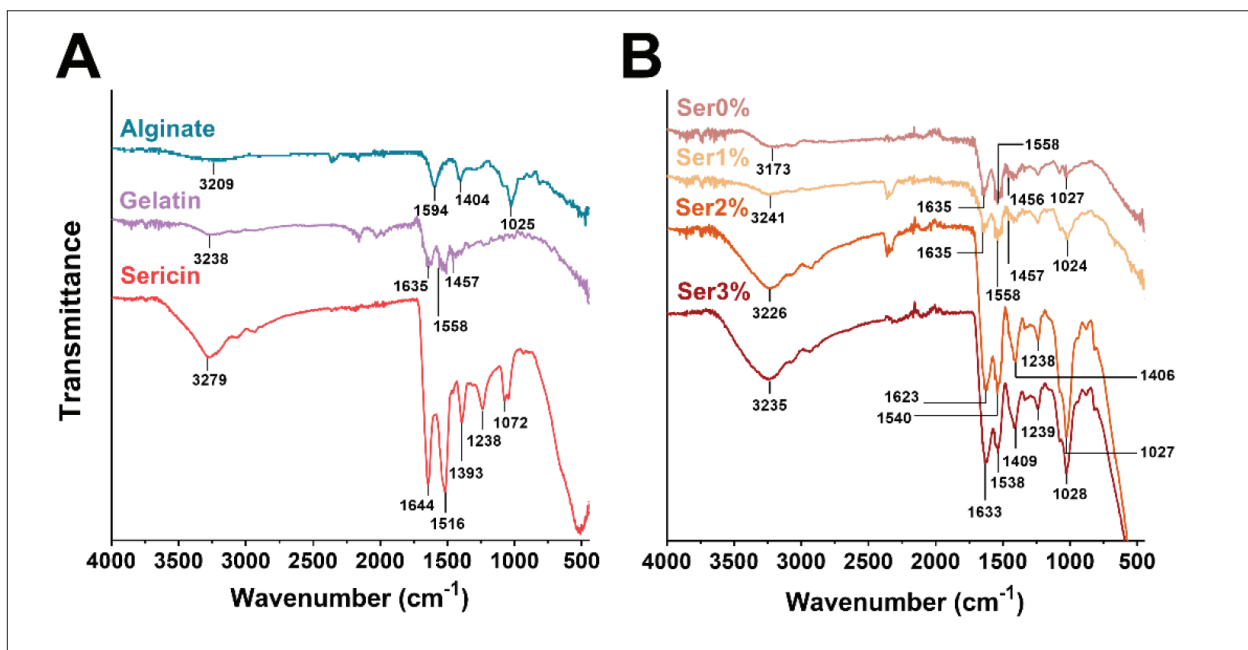 A
Alginate
3209
1594
1404
1025
Gelatin
3238
1635
1558
1457
Sericin
3279
1644
1516
1393
1238
1072
Transmittance
4000 3500 3000 2500 2000 1500 1000 500
Wavenumber (cm-1)
B
Ser0%
3173
1558
1635
1456
1027
Ser1%
3241
1635
1558
1457
1024
Ser2%
3226
1623
1540
1238
1406
1027
Ser3%
3235
1633
1538
1409
1239
1028
4000 3500 3000 2500 2000 1500 1000 500
Wavenumber (cm-1)